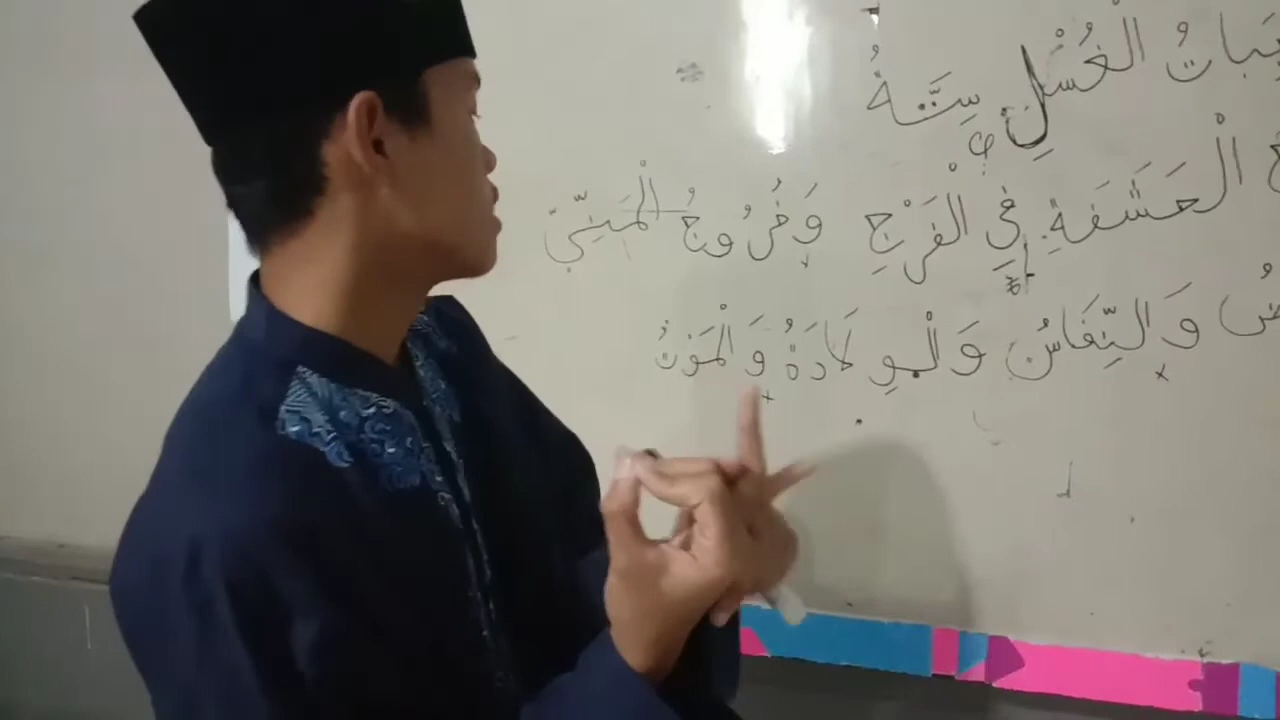 الْغُسْلِ سِتَّةُ
الْحَشَفَةِ فِي الْفَرْجِ وَخُرُوجُ الْمَنِيِّ
وَالنِّفَاسُ وَالْوِلَادَةُ وَالْمَوْتُ